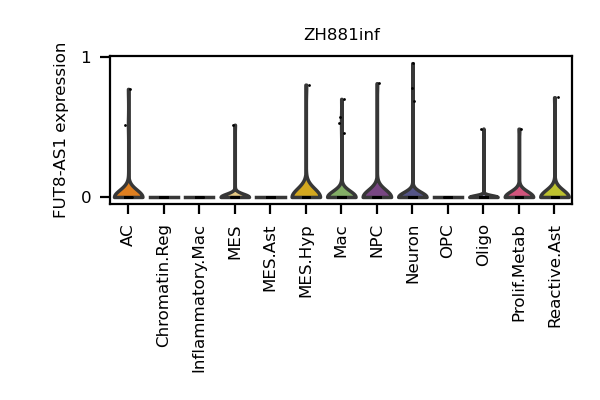 ZH881inf
FUT8-AS1 expression
1
0
AC
Chromatin.Reg
Inflammatory.Mac
MES
MES.Ast
MES.Hyp
Mac
NPC
Neuron
OPC
Oligo
Prolif.Metab
Reactive.Ast